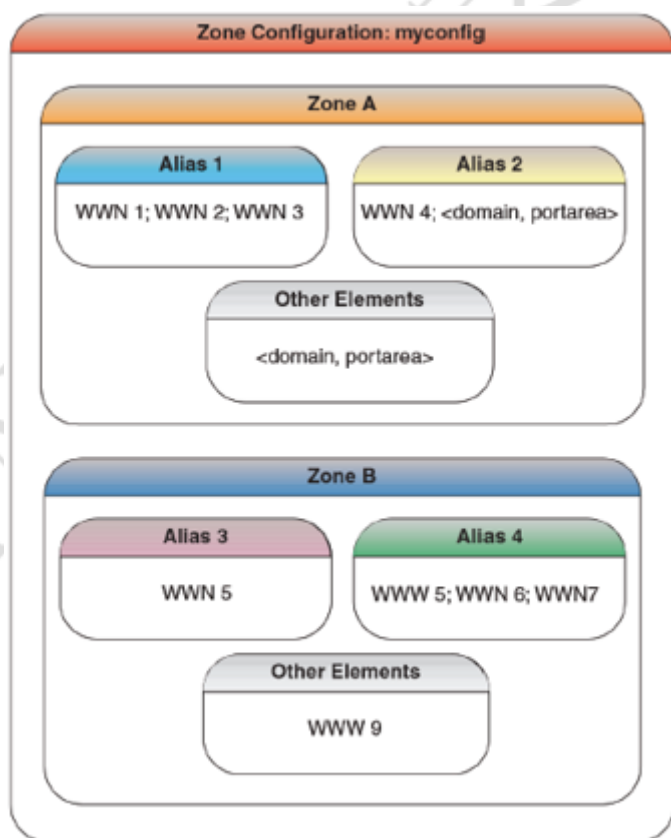 Zone Configuration: myconfig
Zone A
Alias 1
WWN 1; WWN 2; WWN 3
Alias 2
WWN 4; <domain, portarea>
Other Elements
<domain, portarea>
Zone B
Alias 3
WWN 5
Alias 4
WWW 5; WWN 6; WWN7
Other Elements
WWW 9